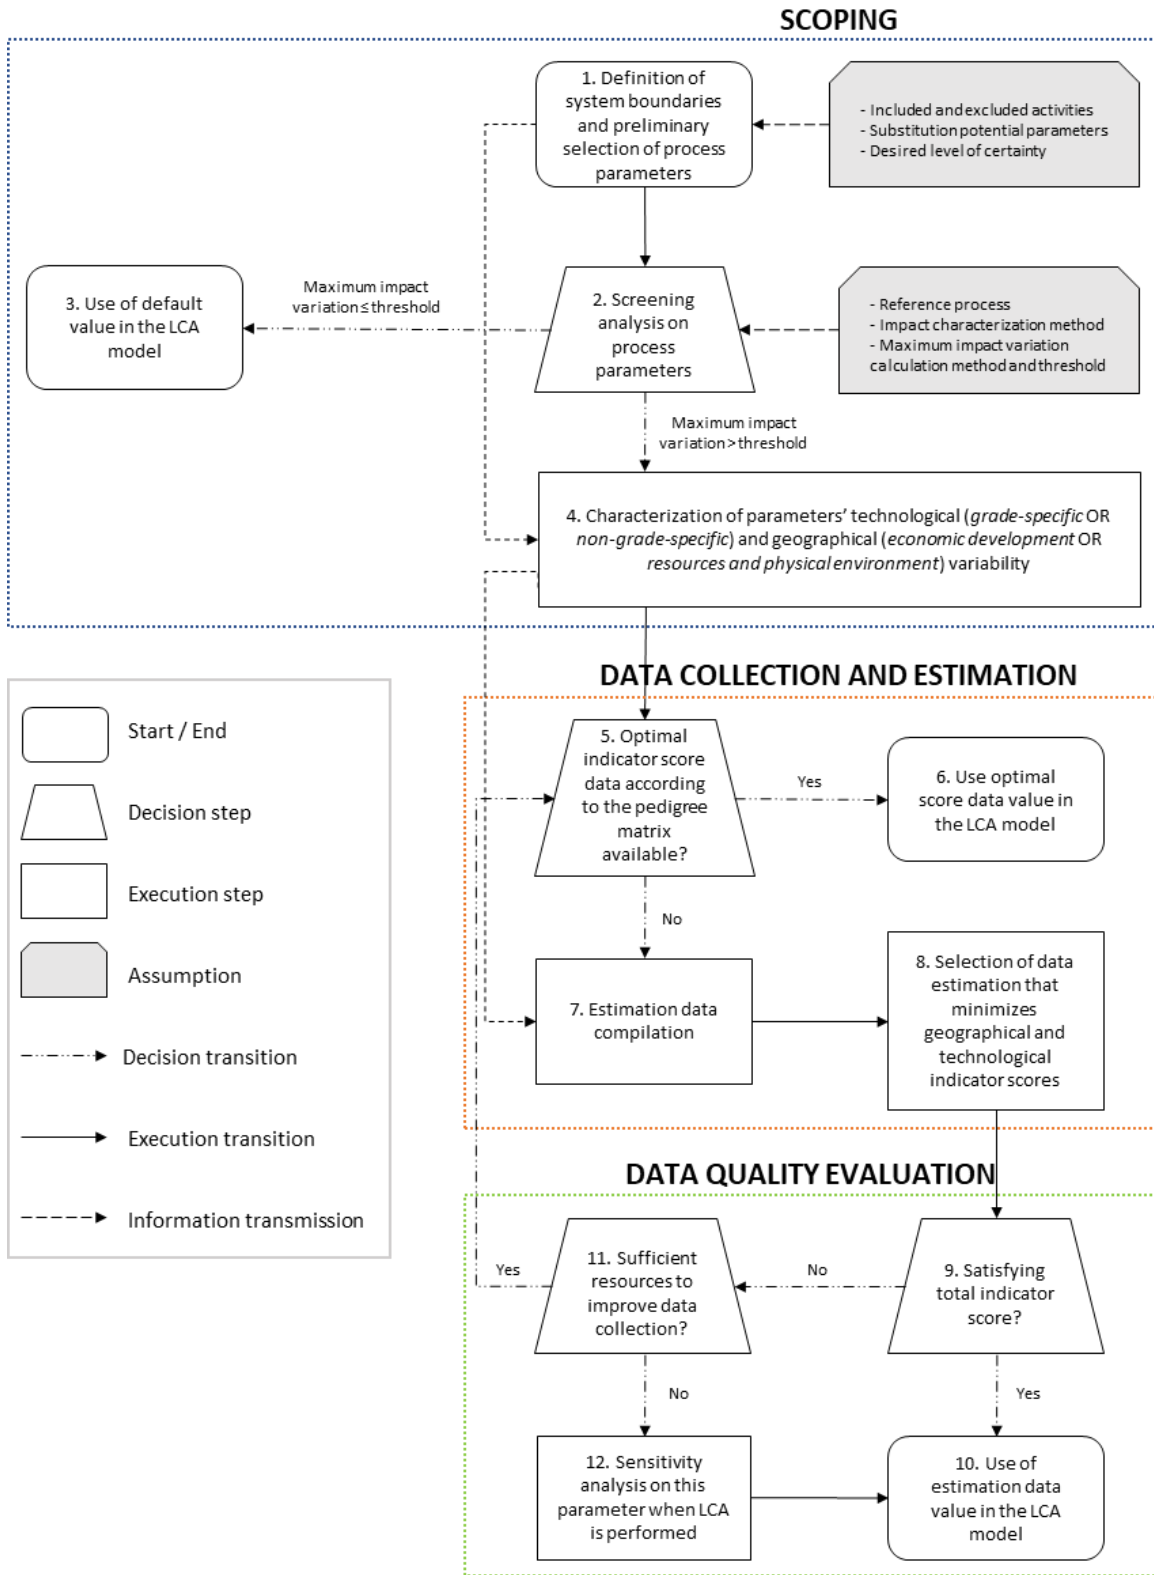 SCOPING
1. Definition of
system boundaries
and preliminary
selection of process
parameters
- Included and excluded activities
- Substitution potential parameters
- Desired level of certainty
3. Use of default
value in the LCA
model
Maximum impact
variation≤threshold
2. Screening
analysis on
process
parameters
- Reference process
- Impact characterization method
- Maximum impact variation
calculation method and threshold
Maximum impact
variation>threshold
4. Characterization of parameters’ technological (grade-specific OR
non-grade-specific) and geographical (economic development OR
resources and physical environment) variability
DATA COLLECTION AND ESTIMATION
5. Optimal
indicator score
data according
to the pedigree
matrix
available?
Yes
6. Use optimal
score data value in
the LCA model
No
7. Estimation data
compilation
8. Selection of data
estimation that
minimizes
geographical and
technological
indicator scores
Start / End
Decision step
Execution step
Assumption
Decision transition
Execution transition
Information transmission
DATA QUALITY EVALUATION
Yes
11. Sufficient
resources to
improve data
collection?
No
9. Satisfying
total indicator
score?
No
Yes
12. Sensitivity
analysis on this
parameter when LCA
is performed
10. Use of
estimation data
value in the LCA
model